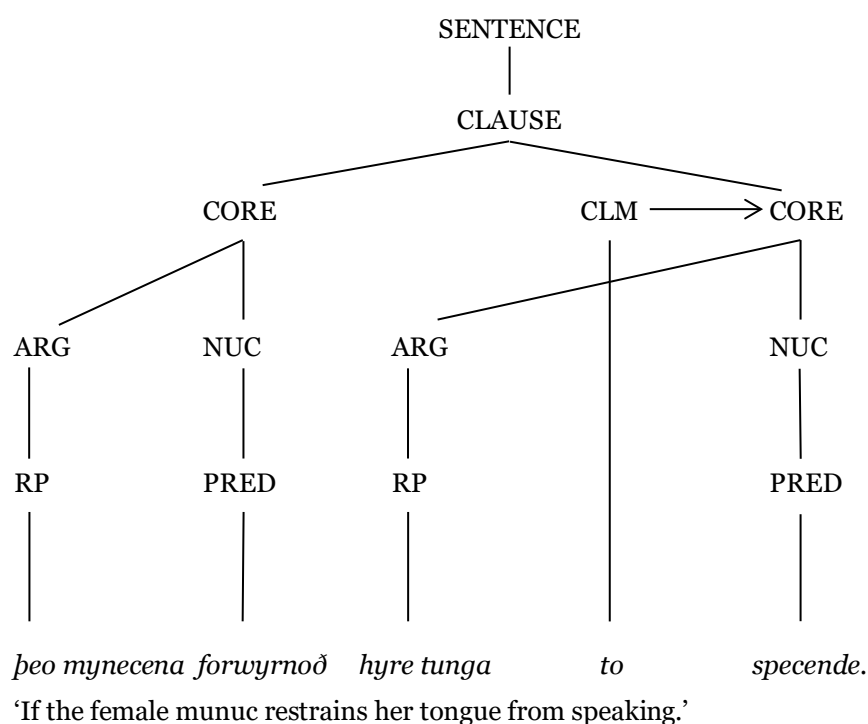 SENTENCE
CLAUSE
CORE CLM CORE
ARG NUC ARG NUC
RP PRED RP PRED
þeo mynecena forwyrnoð hyre tunga to specende.
‘If the female munuc restrains her tongue from speaking.’